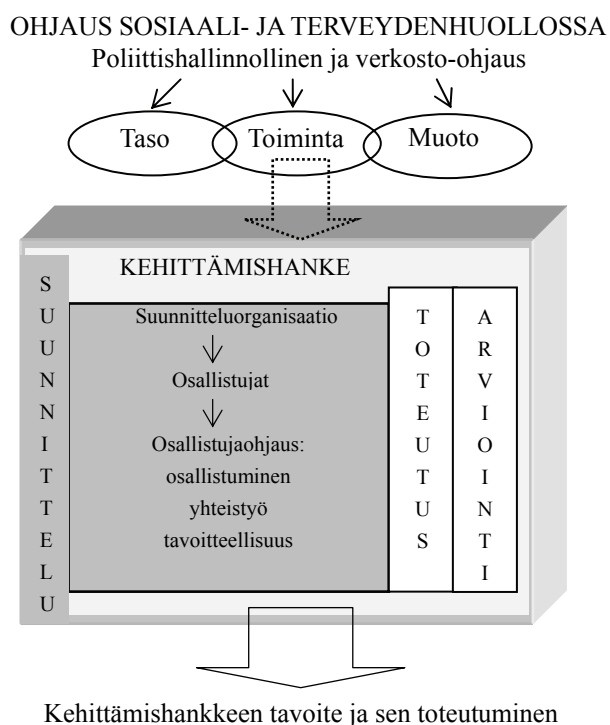 OHJAUS SOSIAALI- JA TERVEYDENHUOLLOSSA
Poliittishallinnollinen ja verkosto-ohjaus
Taso Toiminta Muoto
KEHITTÄMISHANKE
SUUNNITTELU
Suunnitteluorganisaatio
Osallistujat
Osallistujaohjaus:
osallistuminen
yhteistyö
tavoitteellisuus
TOTEUTUS
ARVIOINTI
Kehittämishankkeen tavoite ja sen toteutuminen